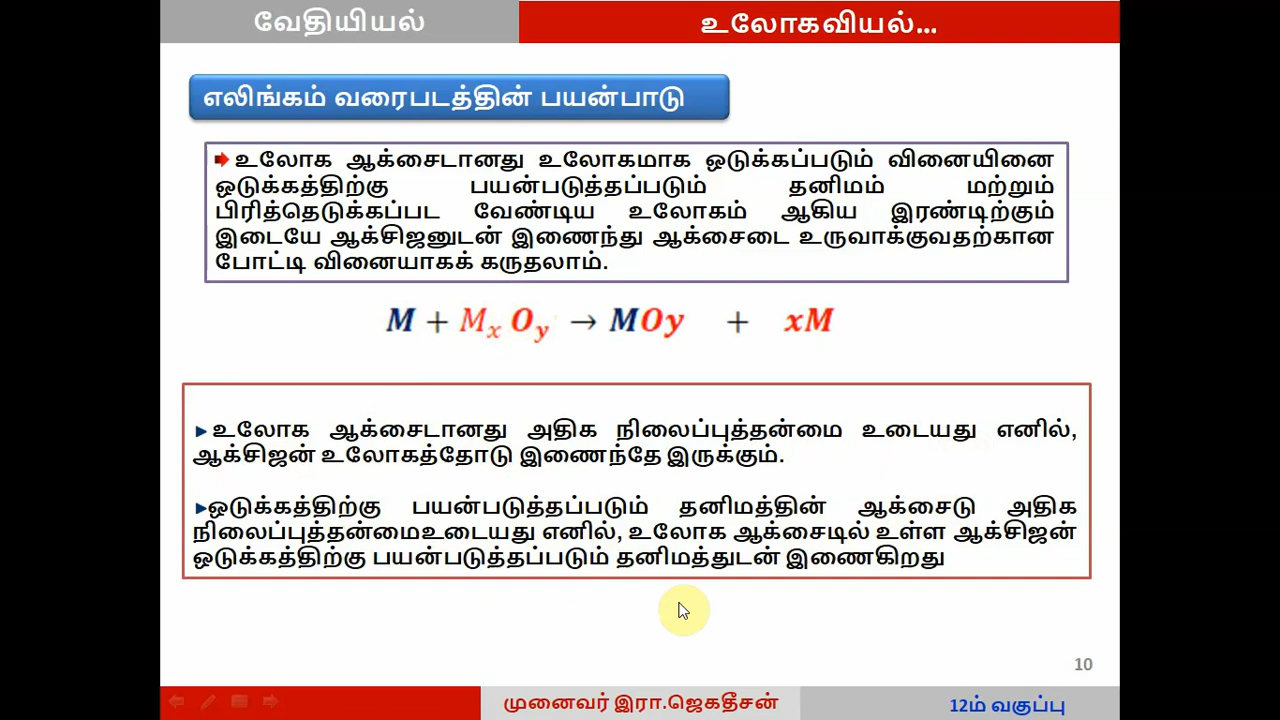 வேதியியல்
உலோகவியல்...
எலிங்கம் வரைபடத்தின் பயன்பாடு
உலோக ஆக்சைடானது உலோகமாக ஒடுக்கப்படும் வினையினை
ஒடுக்கத்திற்கு பயன்படுத்தப்படும் தனிமம் மற்றும்
பிரித்தெடுக்கப்பட வேண்டிய உலோகம் ஆகிய இரண்டிற்கும்
இடையே ஆக்சிஜனுடன் இணைந்து ஆக்சைடை உருவாக்குவதற்கான
போட்டி வினையாகக் கருதலாம்.
M + Mₓ O_y → MOy + xM
உலோக ஆக்சைடானது அதிக நிலைப்புத்தன்மை உடையது எனில்,
ஆக்சிஜன் உலோகத்தோடு இணைந்தே இருக்கும்.
ஒடுக்கத்திற்கு பயன்படுத்தப்படும் தனிமத்தின் ஆக்சைடு அதிக
நிலைப்புத்தன்மைஉடையது எனில், உலோக ஆக்சைடில் உள்ள ஆக்சிஜன்
ஒடுக்கத்திற்கு பயன்படுத்தப்படும் தனிமத்துடன் இணைகிறது
10
முனைவர் இரா.ஜெகதீசன்
12ம் வகுப்பு